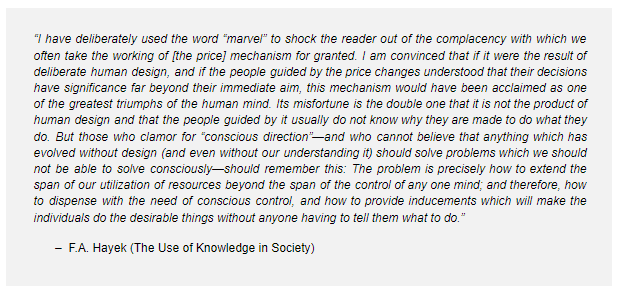 “I have deliberately used the word “marvel” to shock the reader out of the complacency with which we
often take the working of [the price] mechanism for granted. I am convinced that if it were the result of
deliberate human design, and if the people guided by the price changes understood that their decisions
have significance far beyond their immediate aim, this mechanism would have been acclaimed as one
of the greatest triumphs of the human mind. Its misfortune is the double one that it is not the product of
human design and that the people guided by it usually do not know why they are made to do what they
do. But those who clamor for “conscious direction”—and who cannot believe that anything which has
evolved without design (and even without our understanding it) should solve problems which we should
not be able to solve consciously—should remember this: The problem is precisely how to extend the
span of our utilization of resources beyond the span of the control of any one mind; and therefore, how
to dispense with the need of conscious control, and how to provide inducements which will make the
individuals do the desirable things without anyone having to tell them what to do.”
– F.A. Hayek (The Use of Knowledge in Society)